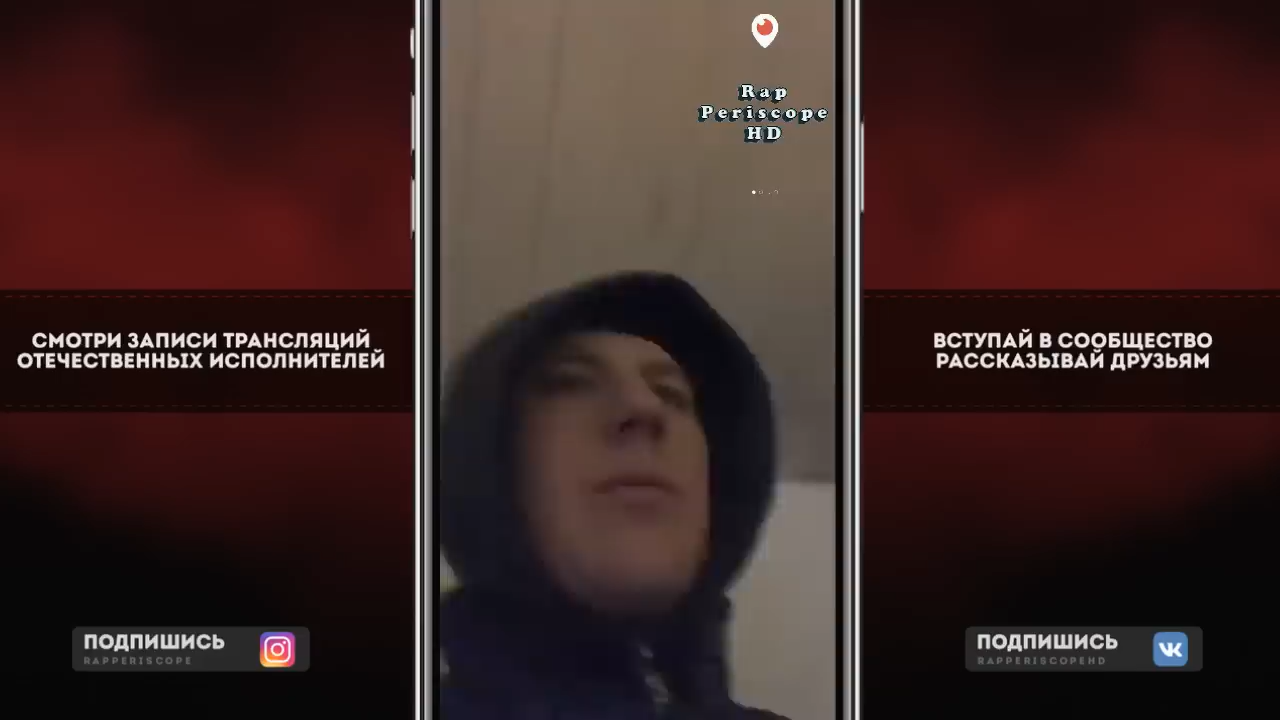 Rap
Periscope
HD
СМОТРИ ЗАПИСИ ТРАНСЛЯЦИЙ
ОТЕЧЕСТВЕННЫХ ИСПОЛНИТЕЛЕЙ
ВСТУПАЙ В СООБЩЕСТВО
РАССКАЗЫВАЙ ДРУЗЬЯМ
ПОДПИШИСЬ
RAPPERISCOPE
ПОДПИШИСЬ
RAPPERISCOPEHD